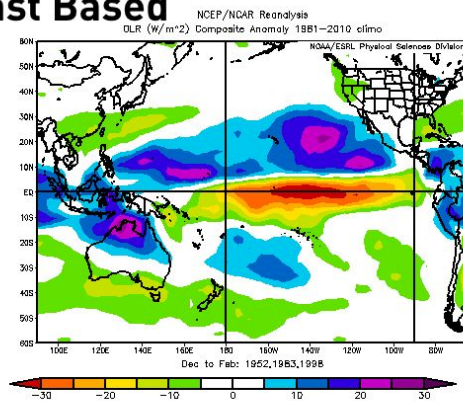 ast Based
NCEP/NCAR Reanalysis
OLR (W/m^2) Composite Anomaly 1981-2010 climo
NOAA/ESRL Physical Sciences Division
60N
50N
40N
30N
20N
10N
EQ
10S
20S
30S
40S
50S
60S
100E 120E 140E 160E 180 160W 140W 120W 100W 80W
Dec to Feb: 1952,1983,1998
-30 -20 -10 0 10 20 30